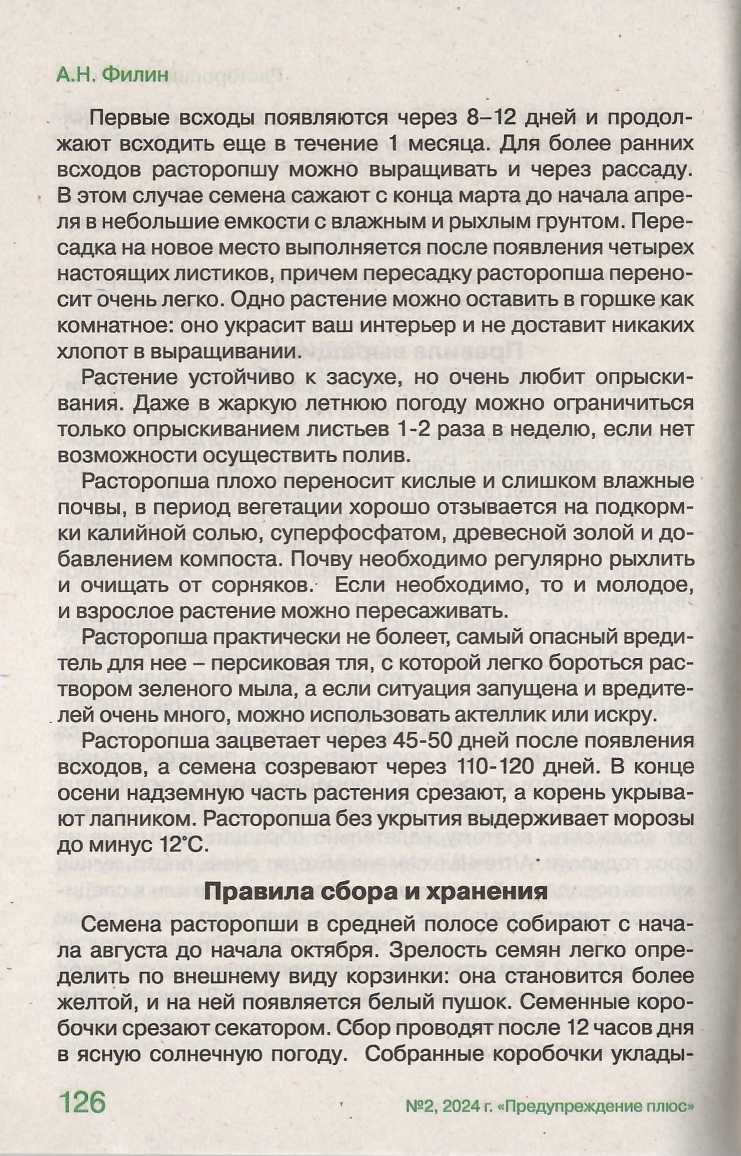 А.Н. Филин
Первые всходы появляются через 8–12 дней и продол-
жают всходить еще в течение 1 месяца. Для более ранних
всходов расторопшу можно выращивать и через рассаду.
В этом случае семена сажают с конца марта до начала апре-
ля в небольшие емкости с влажным и рыхлым грунтом. Пере-
садка на новое место выполняется после появления четырех
настоящих листиков, причем пересадку расторопша перено-
сит очень легко. Одно растение можно оставить в горшке как
комнатное: оно украсит ваш интерьер и не доставит никаких
хлопот в выращивании.
Растение устойчиво к засухе, но очень любит опрыски-
вания. Даже в жаркую летнюю погоду можно ограничиться
только опрыскиванием листьев 1-2 раза в неделю, если нет
возможности осуществить полив.
Расторопша плохо переносит кислые и слишком влажные
почвы, в период вегетации хорошо отзывается на подкорм-
ки калийной солью, суперфосфатом, древесной золой и до-
бавлением компоста. Почву необходимо регулярно рыхлить
и очищать от сорняков. Если необходимо, то и молодое,
и взрослое растение можно пересаживать.
Расторопша практически не болеет, самый опасный вреди-
тель для нее – персиковая тля, с которой легко бороться рас-
твором зеленого мыла, а если ситуация запущена и вредите-
лей очень много, можно использовать актеллик или искру.
Расторопша зацветает через 45-50 дней после появления
всходов, а семена созревают через 110-120 дней. В конце
осени надземную часть растения срезают, а корень укрыва-
ют лапником. Расторопша без укрытия выдерживает морозы
до минус 12°С.
Правила сбора и хранения
Семена расторопши в средней полосе собирают с нача-
ла августа до начала октября. Зрелость семян легко опре-
делить по внешнему виду корзинки: она становится более
желтой, и на ней появляется белый пушок. Семенные коро-
бочки срезают секатором. Сбор проводят после 12 часов дня
в ясную солнечную погоду. Собранные коробочки уклады-
126
№2, 2024 г. «Предупреждение плюс»